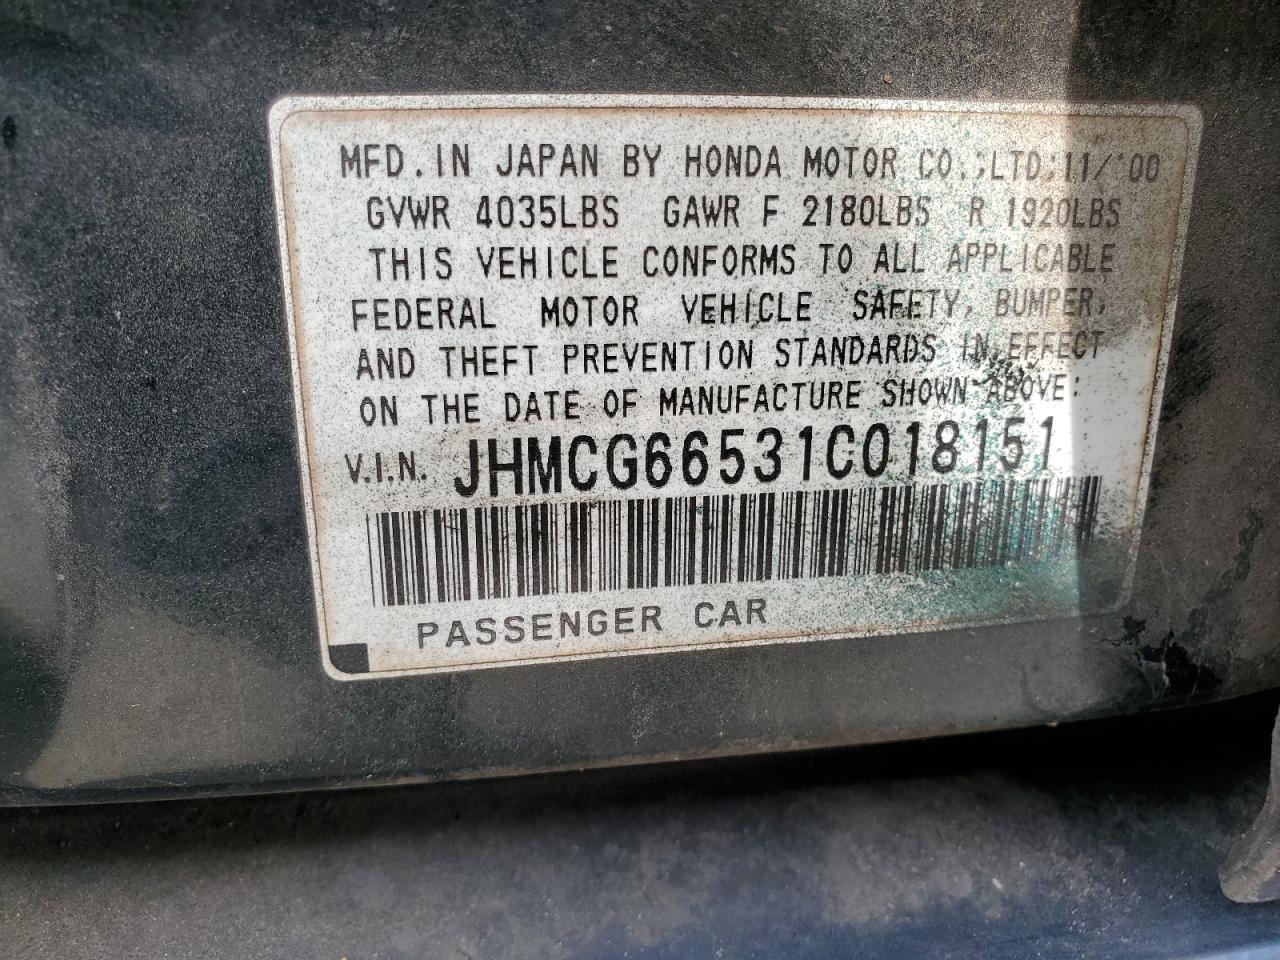 MFD. IN JAPAN BY HONDA MOTOR CO.,LTD. 11/'00
GVWR 4035LBS GAWR F 2180LBS R 1920LBS
THIS VEHICLE CONFORMS TO ALL APPLICABLE
FEDERAL MOTOR VEHICLE SAFETY, BUMPER,
AND THEFT PREVENTION STANDARDS IN EFFECT
ON THE DATE OF MANUFACTURE SHOWN ABOVE:
V.I.N. JHMCG66531C018151
PASSENGER CAR